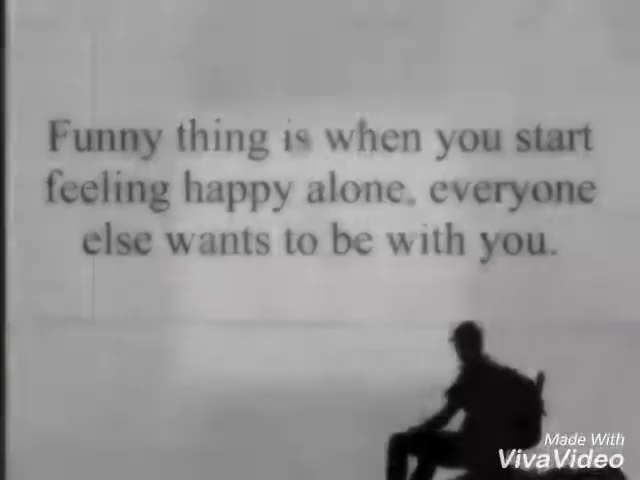 Funny thing is when you start
feeling happy alone, everyone
else wants to be with you.
Made With
VivaVideo